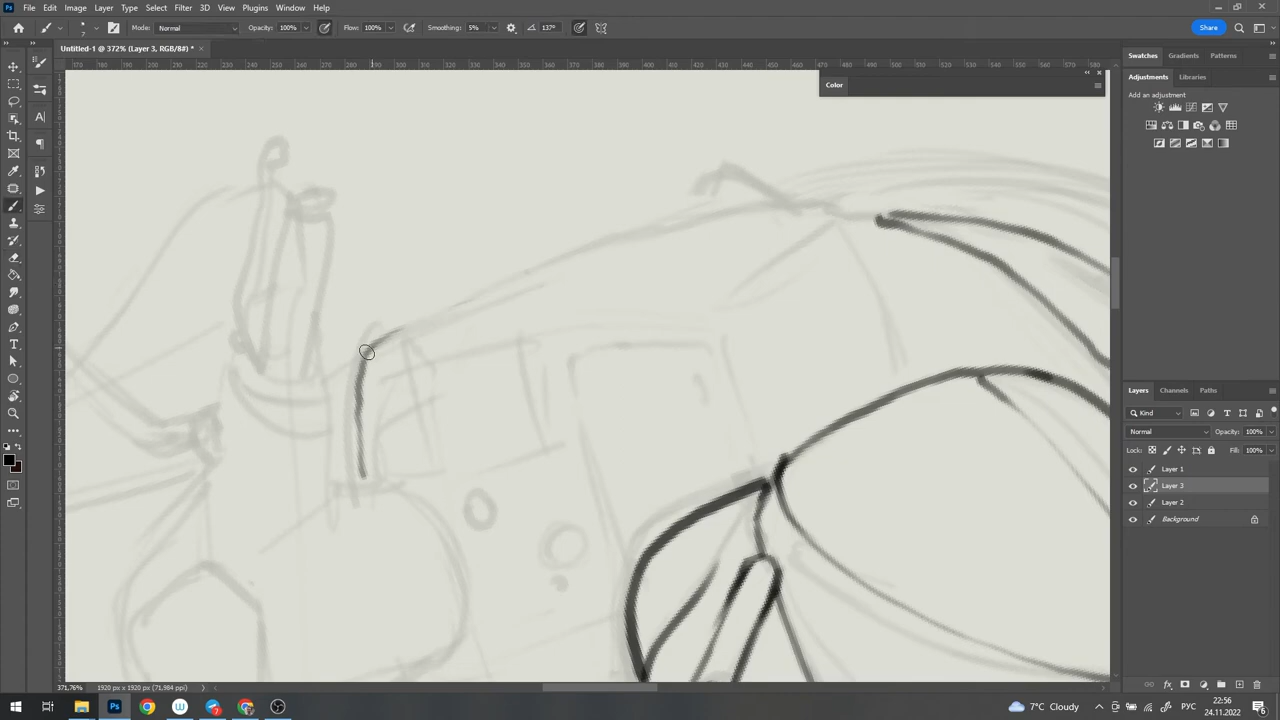 File Edit Image Layer Type Select Filter 3D View Plugins Window Help
Mode: Normal Opacity: 100% Flow: 100% Smoothing: 5% 137° Share
Untitled-1 @ 372% (Layer 3, RGB/8#) *
Color
Swatches Gradients Patterns
Adjustments Libraries
Add an adjustment
Layers Channels Paths
Kind
Normal Opacity: 100%
Lock: Fill: 100%
Layer 1
Layer 3
Layer 2
Background
371,76% 1920 px x 1920 px (71,984 ppi)
7°C Cloudy РУС 22:56
24.11.2022